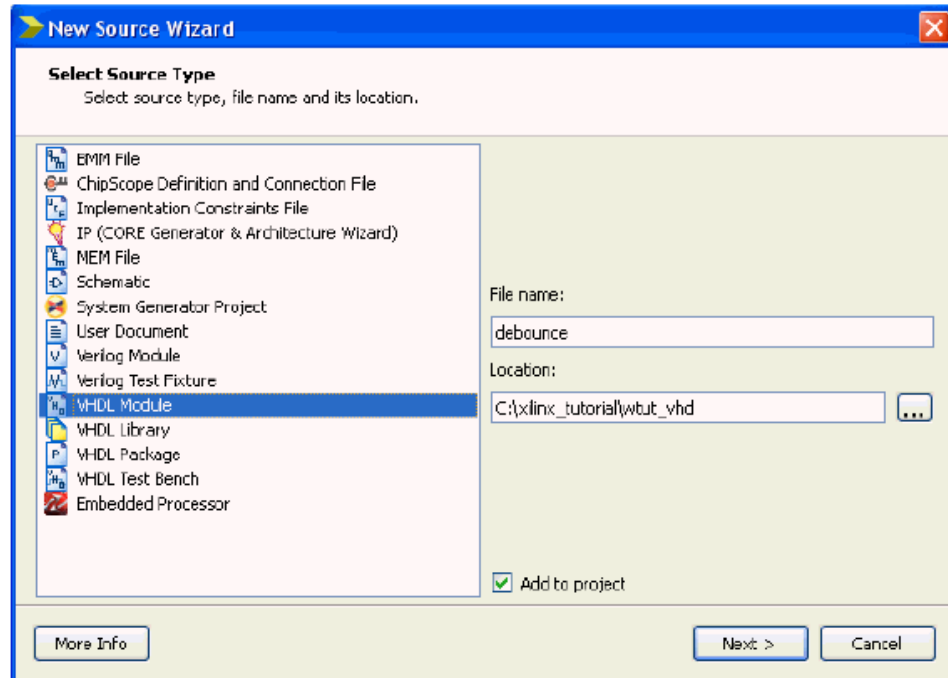 New Source Wizard
Select Source Type
Select source type, file name and its location.
BMM File
ChipScope Definition and Connection File
Implementation Constraints File
IP (CORE Generator & Architecture Wizard)
MEM File
Schematic
System Generator Project
User Document
Verilog Module
Verilog Test Fixture
VHDL Module
VHDL Library
VHDL Package
VHDL Test Bench
Embedded Processor
File name:
debounce
Location:
C:\xilinx_tutorial\wtut_vhd
...
Add to project
More Info
Next >
Cancel